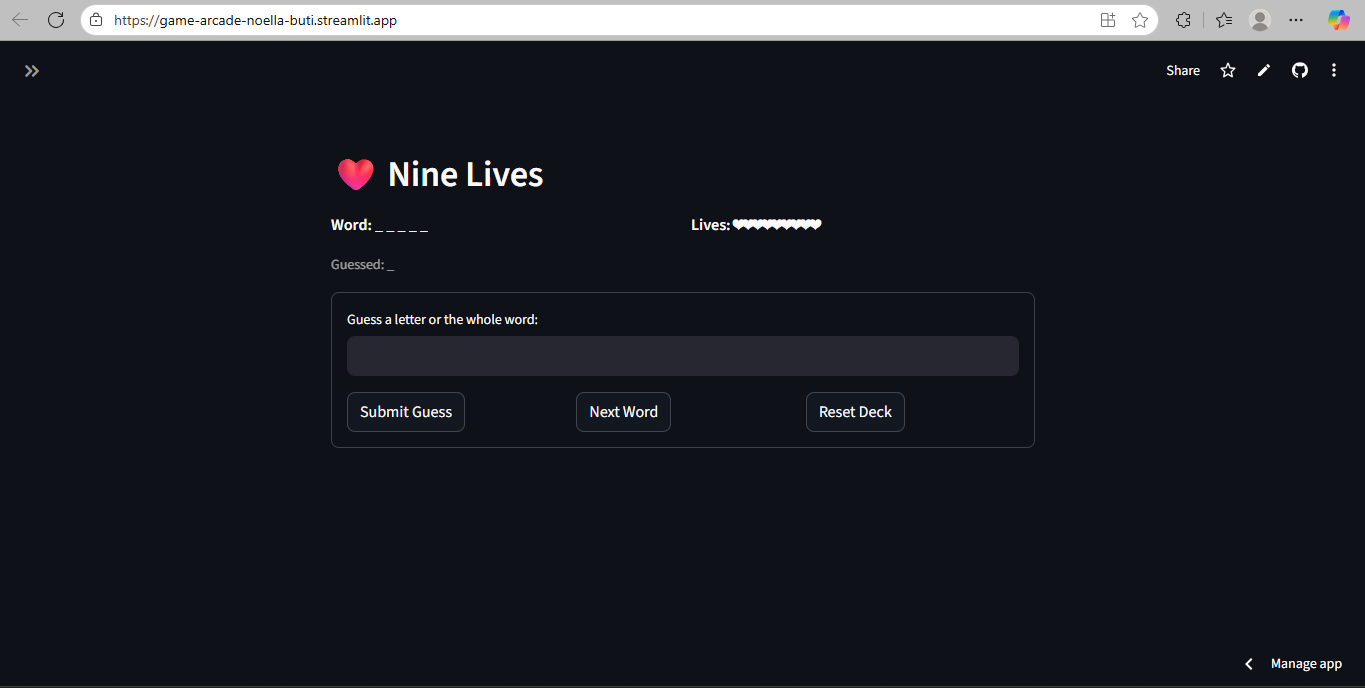 https://game-arcade-noella-buti.streamlit.app
Share
Nine Lives
Word: _ _ _ _ _
Lives: ♥♥♥♥♥♥♥♥♥
Guessed: _
Guess a letter or the whole word:
Submit Guess
Next Word
Reset Deck
Manage app